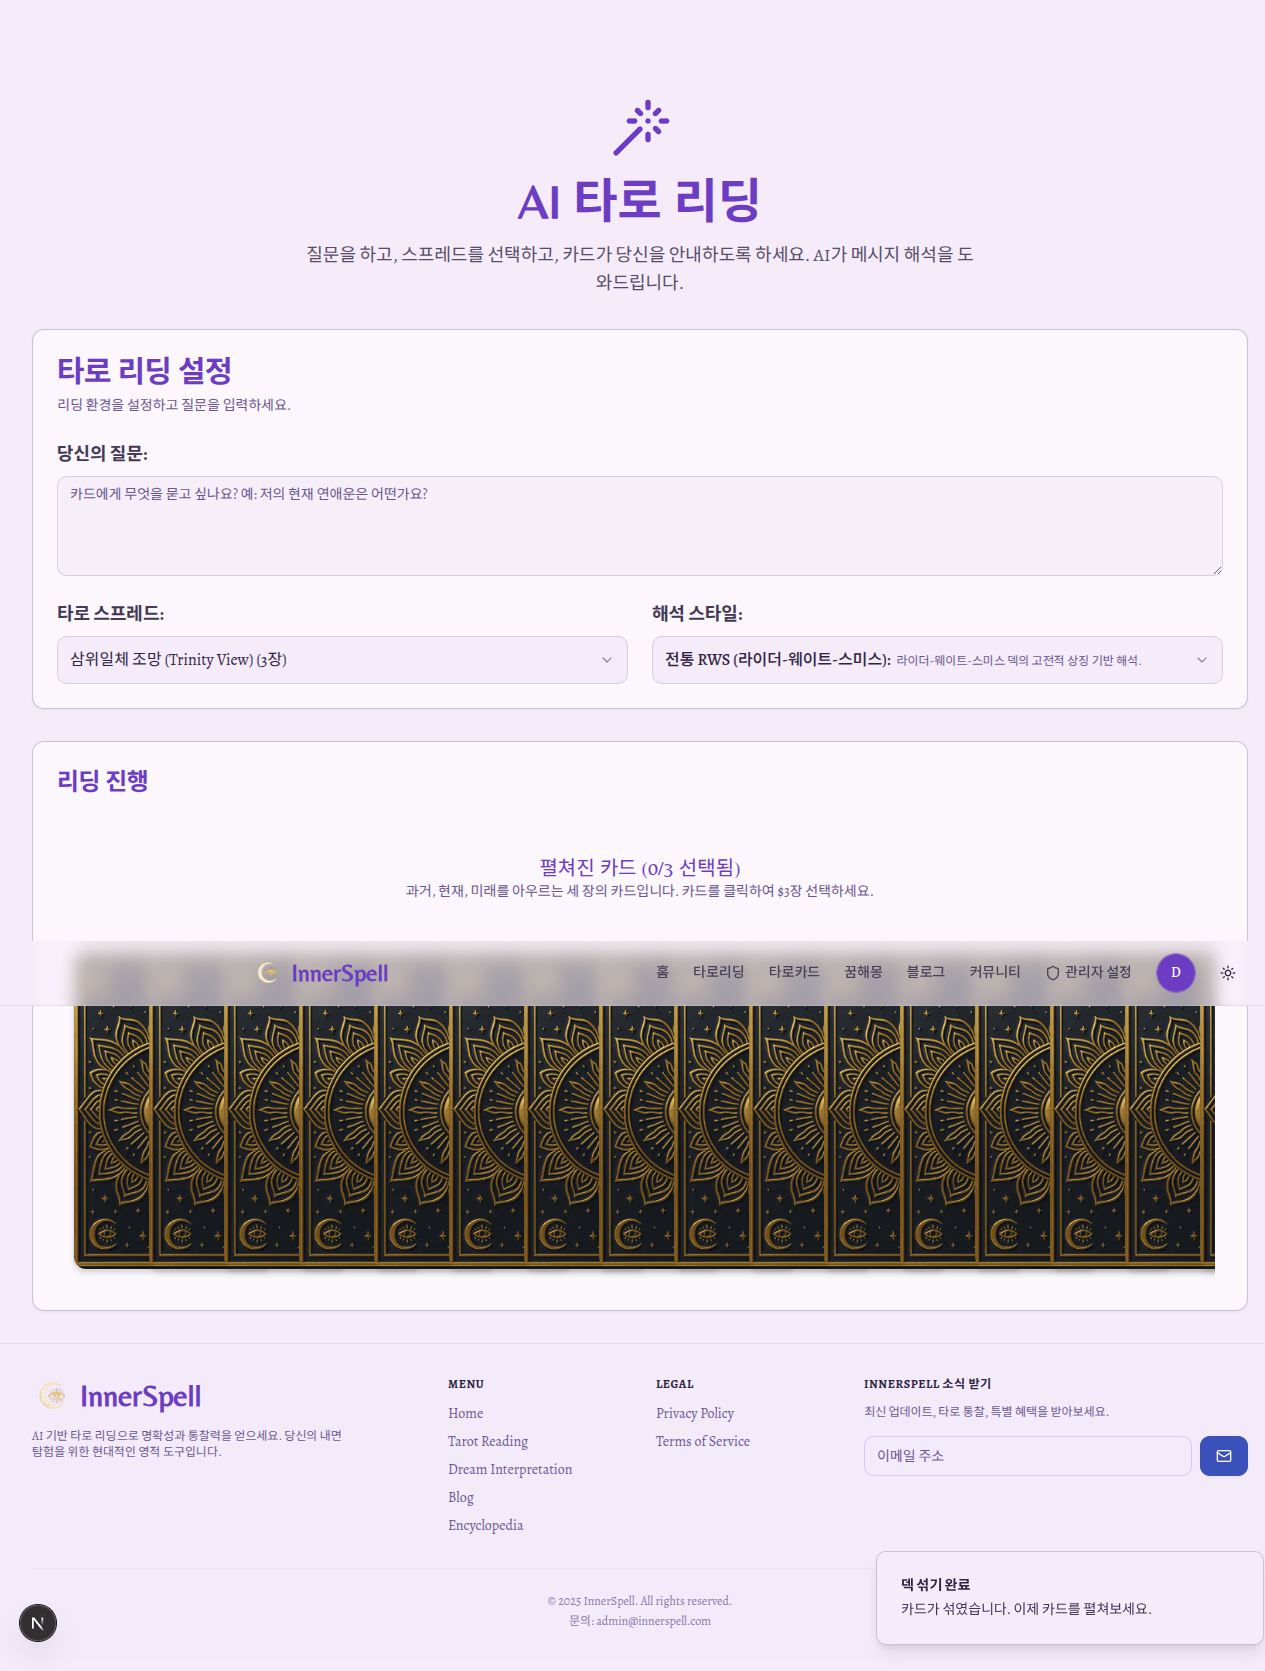 AI 타로 리딩
질문을 하고, 스프레드를 선택하고, 카드가 당신을 안내하도록 하세요. AI가 메시지 해석을 도
와드립니다.
타로 리딩 설정
리딩 환경을 설정하고 질문을 입력하세요.
당신의 질문:
카드에게 무엇을 묻고 싶나요? 예: 저의 현재 연애운은 어떤가요?
타로 스프레드:
해석 스타일:
삼위일체 조망 (Trinity View) (3장)
전통 RWS (라이더-웨이트-스미스): 라이더-웨이트-스미스 덱의 고전적 상징 기반 해석.
리딩 진행
펼쳐진 카드 (0/3 선택됨)
과거, 현재, 미래를 아우르는 세 장의 카드입니다. 카드를 클릭하여 $3장 선택하세요.
InnerSpell 홈 타로리딩 타로카드 꿈해몽 블로그 커뮤니티 관리자 설정 D
InnerSpell
AI 기반 타로 리딩으로 명확성과 통찰력을 얻으세요. 당신의 내면
탐험을 위한 현대적인 영적 도구입니다.
MENU
Home
Tarot Reading
Dream Interpretation
Blog
Encyclopedia
LEGAL
Privacy Policy
Terms of Service
INNERSPELL 소식 받기
최신 업데이트, 타로 통찰, 특별 혜택을 받아보세요.
이메일 주소
© 2025 InnerSpell. All rights reserved.
문의: admin@innerspell.com
덱 섞기 완료
카드가 섞였습니다. 이제 카드를 펼쳐보세요.
N